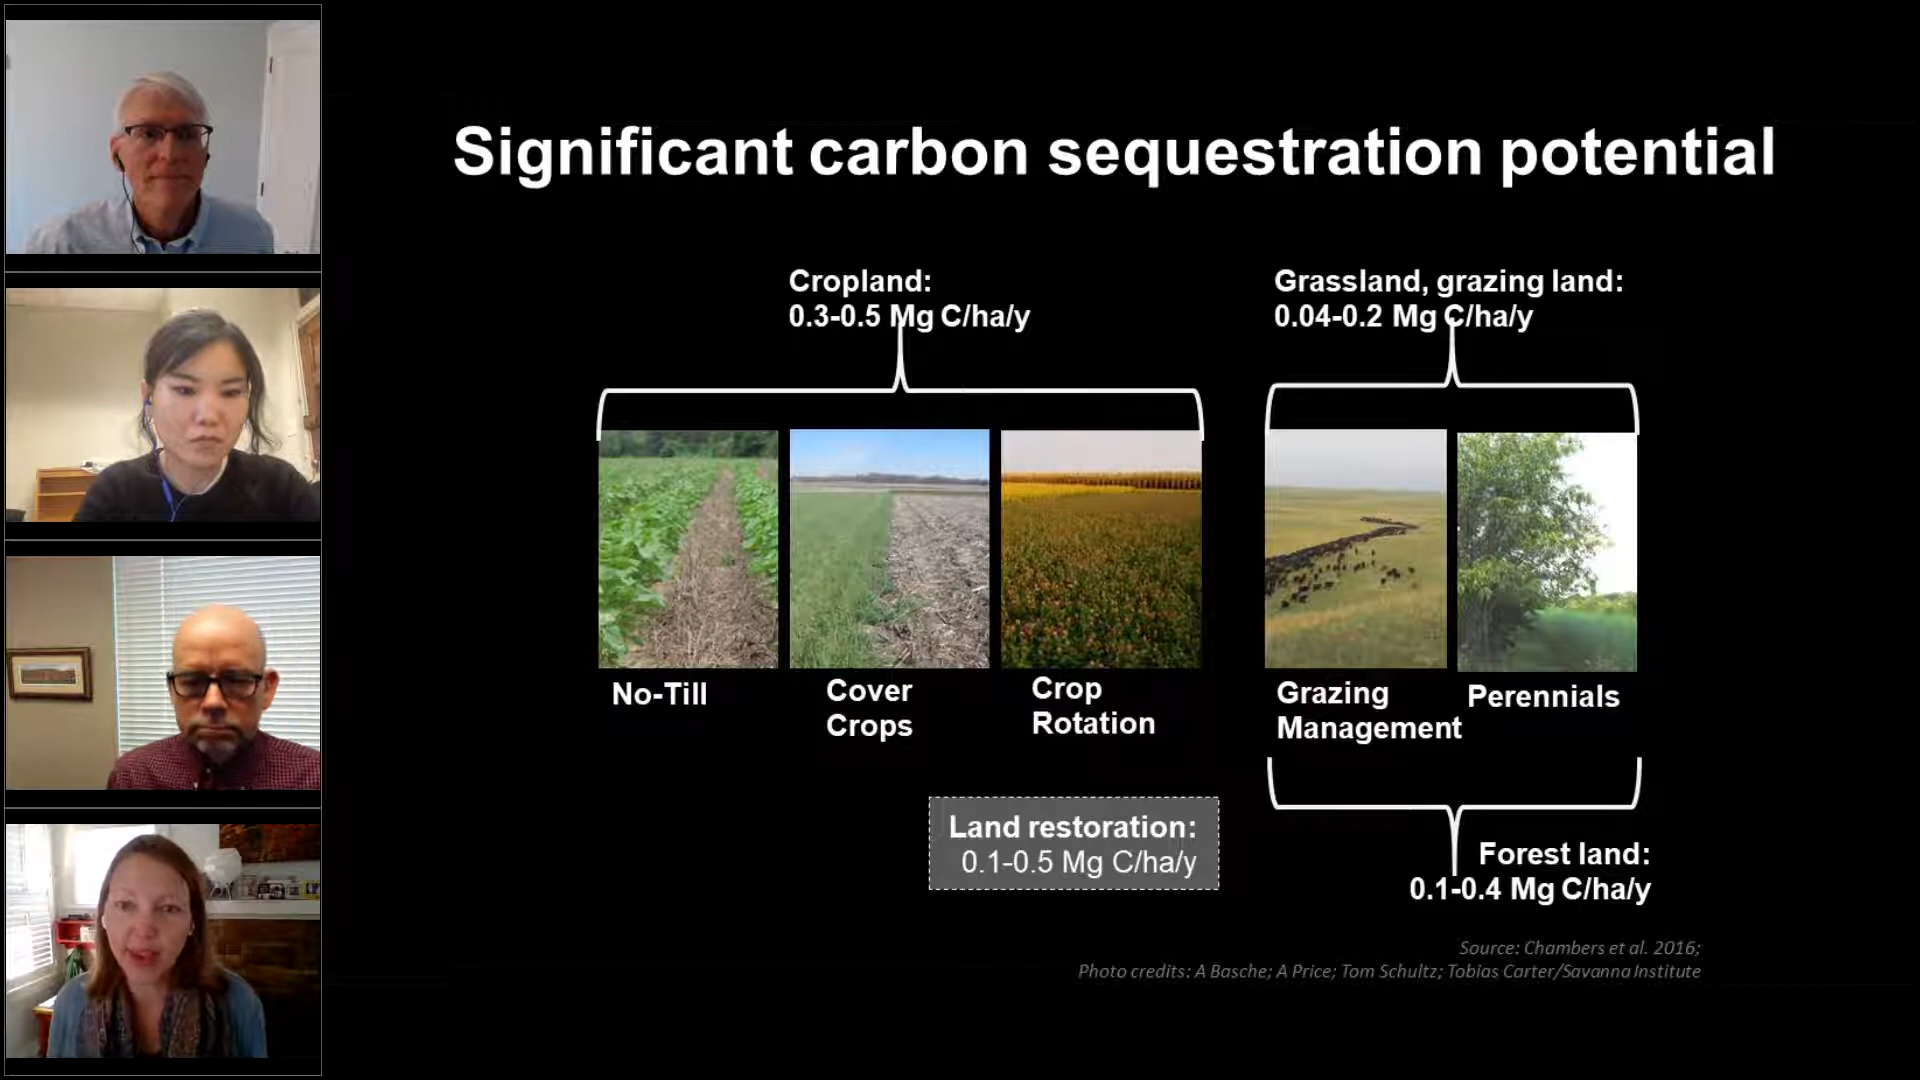 Significant carbon sequestration potential
Cropland:
0.3-0.5 Mg C/ha/y
Grassland, grazing land:
0.04-0.2 Mg C/ha/y
No-Till
Cover
Crops
Crop
Rotation
Grazing
Management
Perennials
Land restoration:
0.1-0.5 Mg C/ha/y
Forest land:
0.1-0.4 Mg C/ha/y
Source: Chambers et al. 2016;
Photo credits: A Basche; A Price; Tom Schultz; Tobias Carter/Savanna Institute